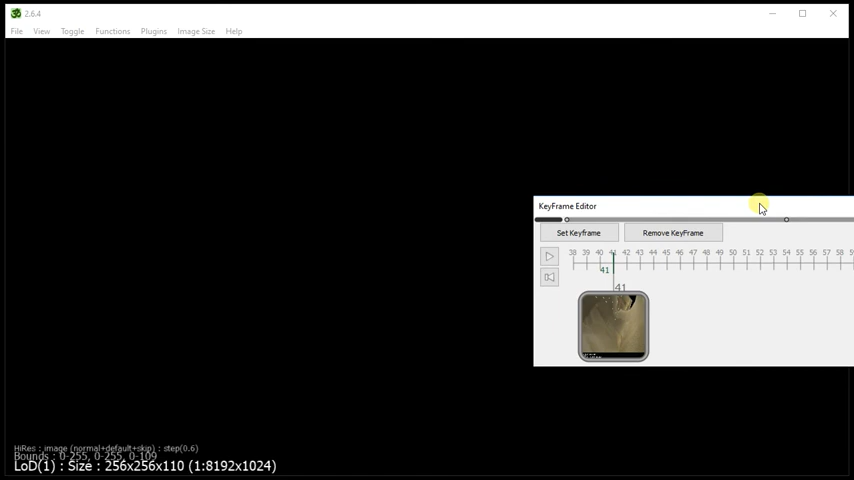 2.6.4
File View Toggle Functions Plugins Image Size Help
KeyFrame Editor
Set Keyframe Remove KeyFrame
38 39 40 41 42 43 44 45 46 47 48 49 50 51 52 53 54 55 56 57 58
41
41
HiRes : image (normal+default+skip) : step(0.6)
Bounds : 0-255, 0-255, 0-109
LoD(1) : Size : 256x256x110 (1:8192x1024)